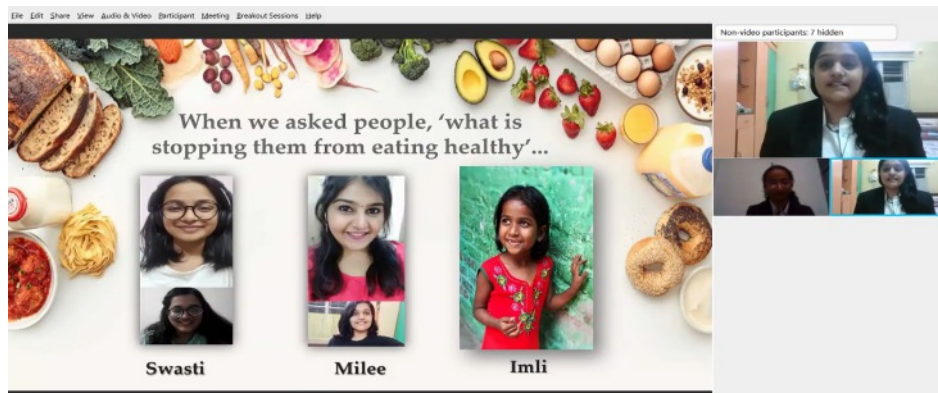 File Edit Share View Audio & Video Participant Meeting Breakout Sessions Help
Non-video participants: 7 hidden
When we asked people, ‘what is
stopping them from eating healthy’...
Swasti
Milee
Imli